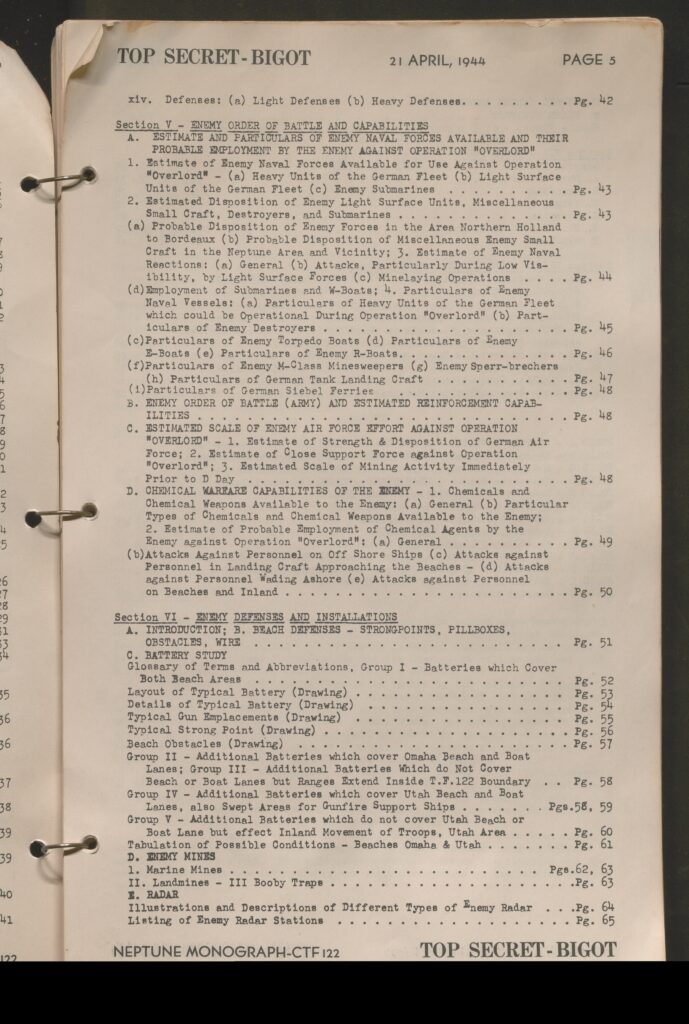 TOP SECRET-BIGOT 21 APRIL, 1944 PAGE 5
xiv. Defenses: (a) Light Defenses (b) Heavy Defenses. . . . . . . . . Pg. 42
Section V - ENEMY ORDER OF BATTLE AND CAPABILITIES
A. ESTIMATE AND PARTICULARS OF ENEMY NAVAL FORCES AVAILABLE AND THEIR
PROBABLE EMPLOYMENT BY THE ENEMY AGAINST OPERATION "OVERLORD"
1. Estimate of Enemy Naval Forces Available for Use Against Operation
"Overlord" - (a) Heavy Units of the German Fleet (b) Light Surface
Units of the German Fleet (c) Enemy Submarines . . . . . . . . . Pg. 43
2. Estimated Disposition of Enemy Light Surface Units, Miscellaneous
Small Craft, Destroyers, and Submarines . . . . . . . . . . . . . Pg. 43
(a) Probable Disposition of Enemy Forces in the Area Northern Holland
to Bordeaux (b) Probable Disposition of Miscellaneous Enemy Small
Craft in the Neptune Area and Vicinity; 3. Estimate of Enemy Naval
Reactions: (a) General (b) Attacks, Particularly During Low Vis-
ibility, by Light Surface Forces (c) Minelaying Operations . . . . Pg. 44
(d)Employment of Submarines and W-Boats; 4. Particulars of Enemy
Naval Vessels: (a) Particulars of Heavy Units of the German Fleet
which could be Operational During Operation "Overlord" (b) Part-
iculars of Enemy Destroyers . . . . . . . . . . . . . . . . . . . Pg. 45
(c)Particulars of Enemy Torpedo Boats (d) Particulars of Enemy
E-Boats (e) Particulars of Enemy R-Boats. . . . . . . . . . . . . Pg. 46
(f)Particulars of Enemy M-Class Minesweepers (g) Enemy Sperr-brechers
(h) Particulars of German Tank Landing Craft . . . . . . . . . . Pg. 47
(i)Particulars of German Siebel Ferries . . . . . . . . . . . . . Pg. 48
B. ENEMY ORDER OF BATTLE (ARMY) AND ESTIMATED REINFORCEMENT CAPAB-
ILITIES . . . . . . . . . . . . . . . . . . . . . . . . . . . . . Pg. 48
C. ESTIMATED SCALE OF ENEMY AIR FORCE EFFORT AGAINST OPERATION
"OVERLORD" - 1. Estimate of Strength & Disposition of German Air
Force; 2. Estimate of Close Support Force against Operation
"Overlord"; 3. Estimated Scale of Mining Activity Immediately
Prior to D Day . . . . . . . . . . . . . . . . . . . . . . . . . Pg. 48
D. CHEMICAL WARFARE CAPABILITIES OF THE ENEMY - 1. Chemicals and
Chemical Weapons Available to the Enemy: (a) General (b) Particular
Types of Chemicals and Chemical Weapons Available to the Enemy;
2. Estimate of Probable Employment of Chemical Agents by the
Enemy against Operation "Overlord": (a) General . . . . . . . . . Pg. 49
(b)Attacks Against Personnel on Off Shore Ships (c) Attacks against
Personnel in Landing Craft Approaching the Beaches - (d) Attacks
against Personnel Wading Ashore (e) Attacks against Personnel
on Beaches and Inland . . . . . . . . . . . . . . . . . . . . . . Pg. 50
Section VI - ENEMY DEFENSES AND INSTALLATIONS
A. INTRODUCTION; B. BEACH DEFENSES - STRONGPOINTS, PILLBOXES,
OBSTACLES, WIRE . . . . . . . . . . . . . . . . . . . . . . . . . Pg. 51
C. BATTERY STUDY
Glossary of Terms and Abbreviations, Group I - Batteries which Cover
Both Beach Areas . . . . . . . . . . . . . . . . . . . . . . . . Pg. 52
Layout of Typical Battery (Drawing) . . . . . . . . . . . . . . . Pg. 53
Details of Typical Battery (Drawing) . . . . . . . . . . . . . . Pg. 54
Typical Gun Emplacements (Drawing) . . . . . . . . . . . . . . . Pg. 55
Typical Strong Point (Drawing) . . . . . . . . . . . . . . . . . Pg. 56
Beach Obstacles (Drawing) . . . . . . . . . . . . . . . . . . . . Pg. 57
Group II - Additional Batteries which cover Omaha Beach and Boat
Lanes; Group III - Additional Batteries Which do Not Cover
Beach or Boat Lanes but Ranges Extend Inside T.F.122 Boundary . . Pg. 58
Group IV - Additional Batteries which cover Utah Beach and Boat
Lanes, also Swept Areas for Gunfire Support Ships . . . . . . . Pgs.58, 59
Group V - Additional Batteries which do not cover Utah Beach or
Boat Lane but effect Inland Movement of Troops, Utah Area . . . . . Pg. 60
Tabulation of Possible Conditions - Beaches Omaha & Utah . . . . . Pg. 61
D. ENEMY MINES
1. Marine Mines . . . . . . . . . . . . . . . . . . . . . . . Pgs.62, 63
II. Landmines - III Booby Traps . . . . . . . . . . . . . . . . . .Pg. 63
E. RADAR
Illustrations and Descriptions of Different Types of Enemy Radar . . .Pg. 64
Listing of Enemy Radar Stations . . . . . . . . . . . . . . . . . Pg. 65
NEPTUNE MONOGRAPH-CTF 122 TOP SECRET-BIGOT